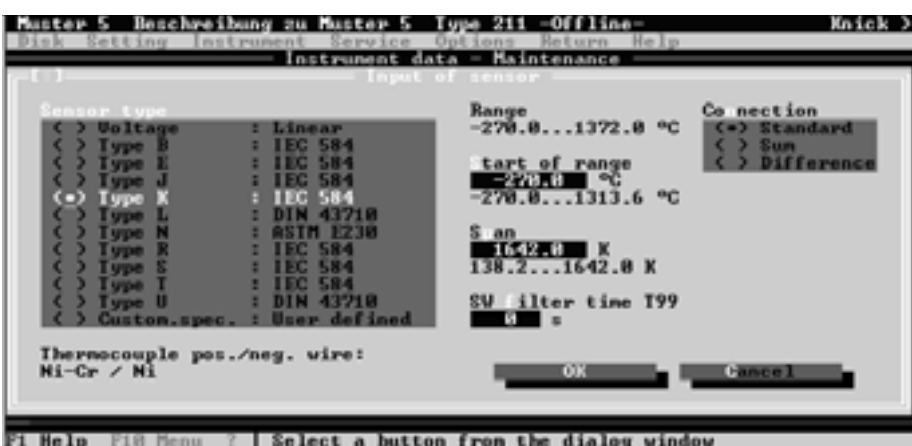 Muster 5 Beschreibung zu Muster 5 Type 211 -Offline- Knick >
Disk Setting Instrument Service Options Return Help
Instrument data - Maintenance
Input of sensor
Sensor type
( ) Voltage : Linear
( ) Type B : IEC 584
( ) Type E : IEC 584
( ) Type J : IEC 584
(•) Type K : IEC 584
( ) Type L : DIN 43710
( ) Type N : ASTM E230
( ) Type R : IEC 584
( ) Type S : IEC 584
( ) Type T : IEC 584
( ) Type U : DIN 43710
( ) Custom.spec. : User defined
Thermocouple pos./neg. wire:
Ni-Cr / Ni
Range
-270.0...1372.0 °C
Start of range
-270.0 °C
-270.0...1313.6 °C
Span
1642.0 K
138.2...1642.0 K
SW filter time T99
0 s
Connection
(•) Standard
( ) Sum
( ) Difference
OK Cancel
F1 Help F10 Menu ? | Select a button from the dialog window